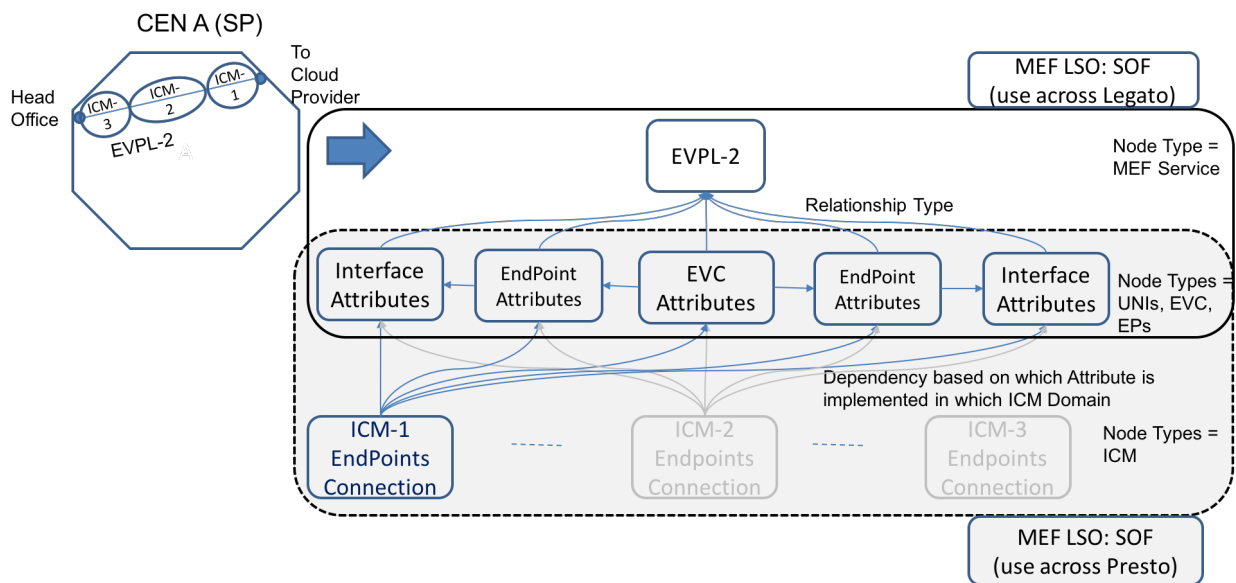 CEN A (SP)
To
Cloud
Provider
Head
Office
ICM-
1
ICM-
2
ICM-
3
EVPL-2
A
MEF LSO: SOF
(use across Legato)
Node Type =
MEF Service
EVPL-2
Relationship Type
Interface
Attributes
EndPoint
Attributes
EVC
Attributes
EndPoint
Attributes
Interface
Attributes
Node Types =
UNIs, EVC,
EPs
Dependency based on which Attribute is
implemented in which ICM Domain
ICM-1
EndPoints
Connection
ICM-2
Endpoints
Connection
ICM-3
Endpoints
Connection
Node Types =
ICM
MEF LSO: SOF
(use across Presto)